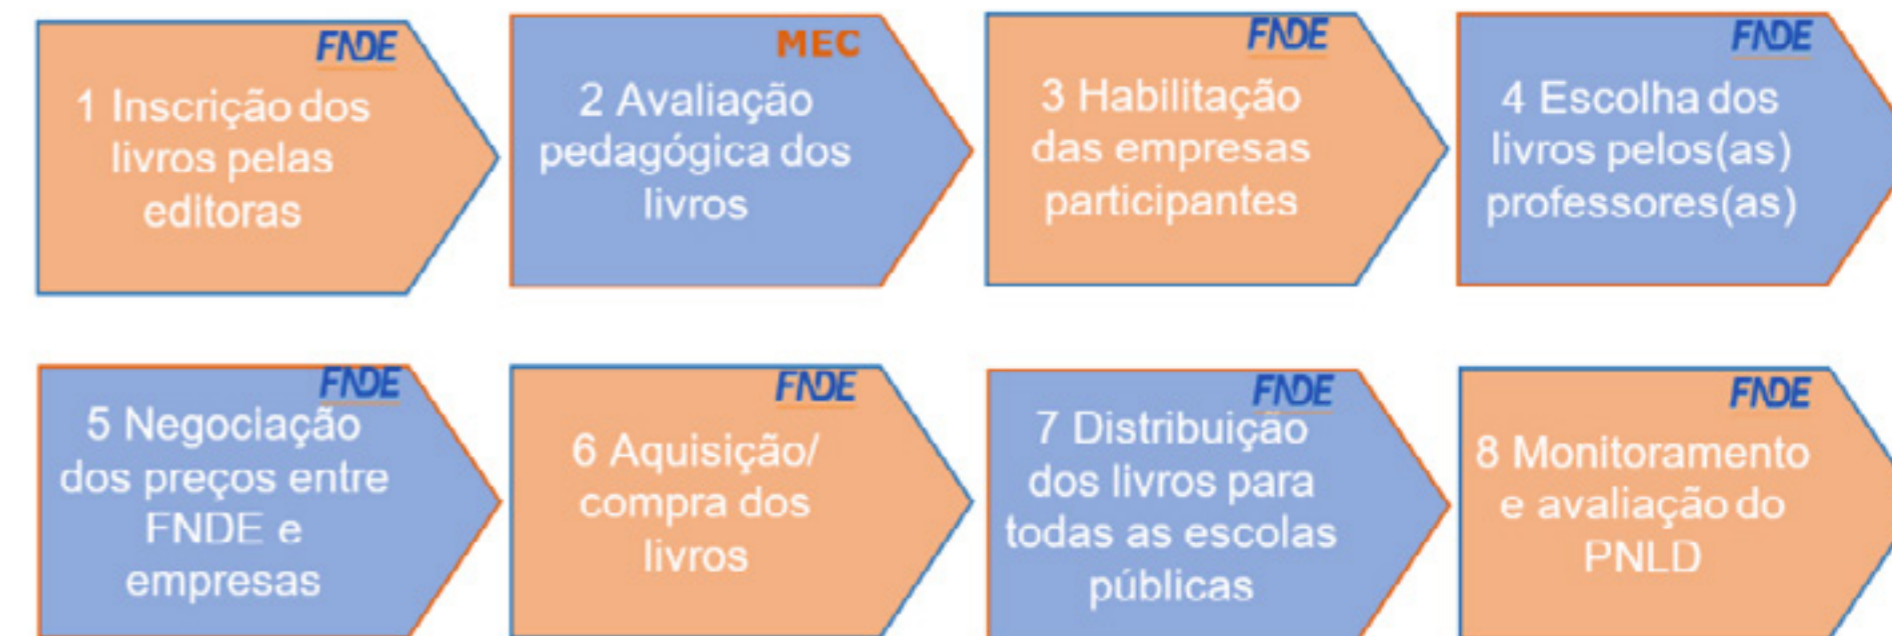 FNDE
1 Inscrição dos
livros pelas
editoras
MEC
2 Avaliação
pedagógica dos
livros
FNDE
3 Habilitação
das empresas
participantes
FNDE
4 Escolha dos
livros pelos(as)
professores(as)
FNDE
5 Negociação
dos preços entre
FNDE e
empresas
FNDE
6 Aquisição/
compra dos
livros
FNDE
7 Distribuição
dos livros para
todas as escolas
públicas
FNDE
8 Monitoramento
e avaliação do
PNLD